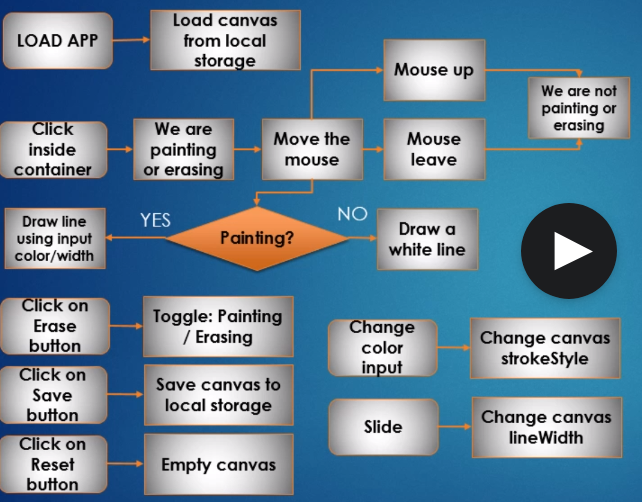 LOAD APP
Load canvas
from local
storage
Mouse up
We are not
painting or
erasing
Click
inside
container
We are
painting
or erasing
Move the
mouse
Mouse
leave
Draw line
using input
color/width
YES
Painting?
NO
Draw a
white line
Click on
Erase
button
Toggle: Painting
/ Erasing
Change
color
input
Change canvas
strokeStyle
Click on
Save
button
Save canvas to
local storage
Slide
Change canvas
lineWidth
Click on
Reset
button
Empty canvas